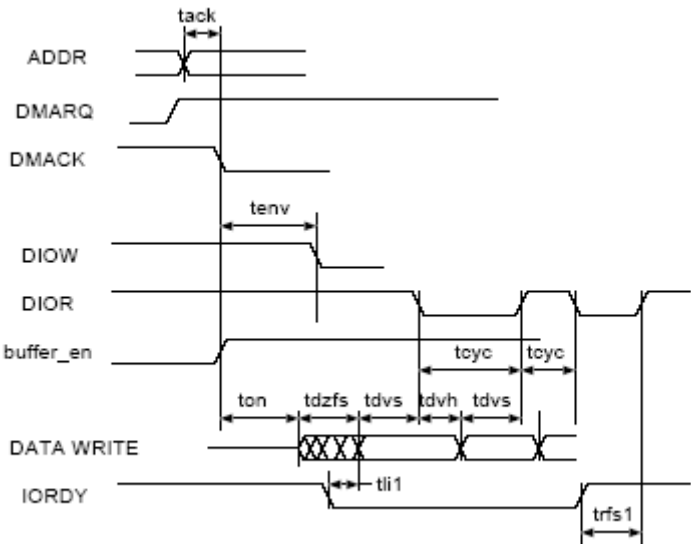 tack
ADDR
DMARQ
DMACK
tenv
DIOW
DIOR
buffer_en
tcyc tcyc
ton tdzfs tdvs tdvh tdvs
DATA WRITE
tli1
IORDY
trfs1